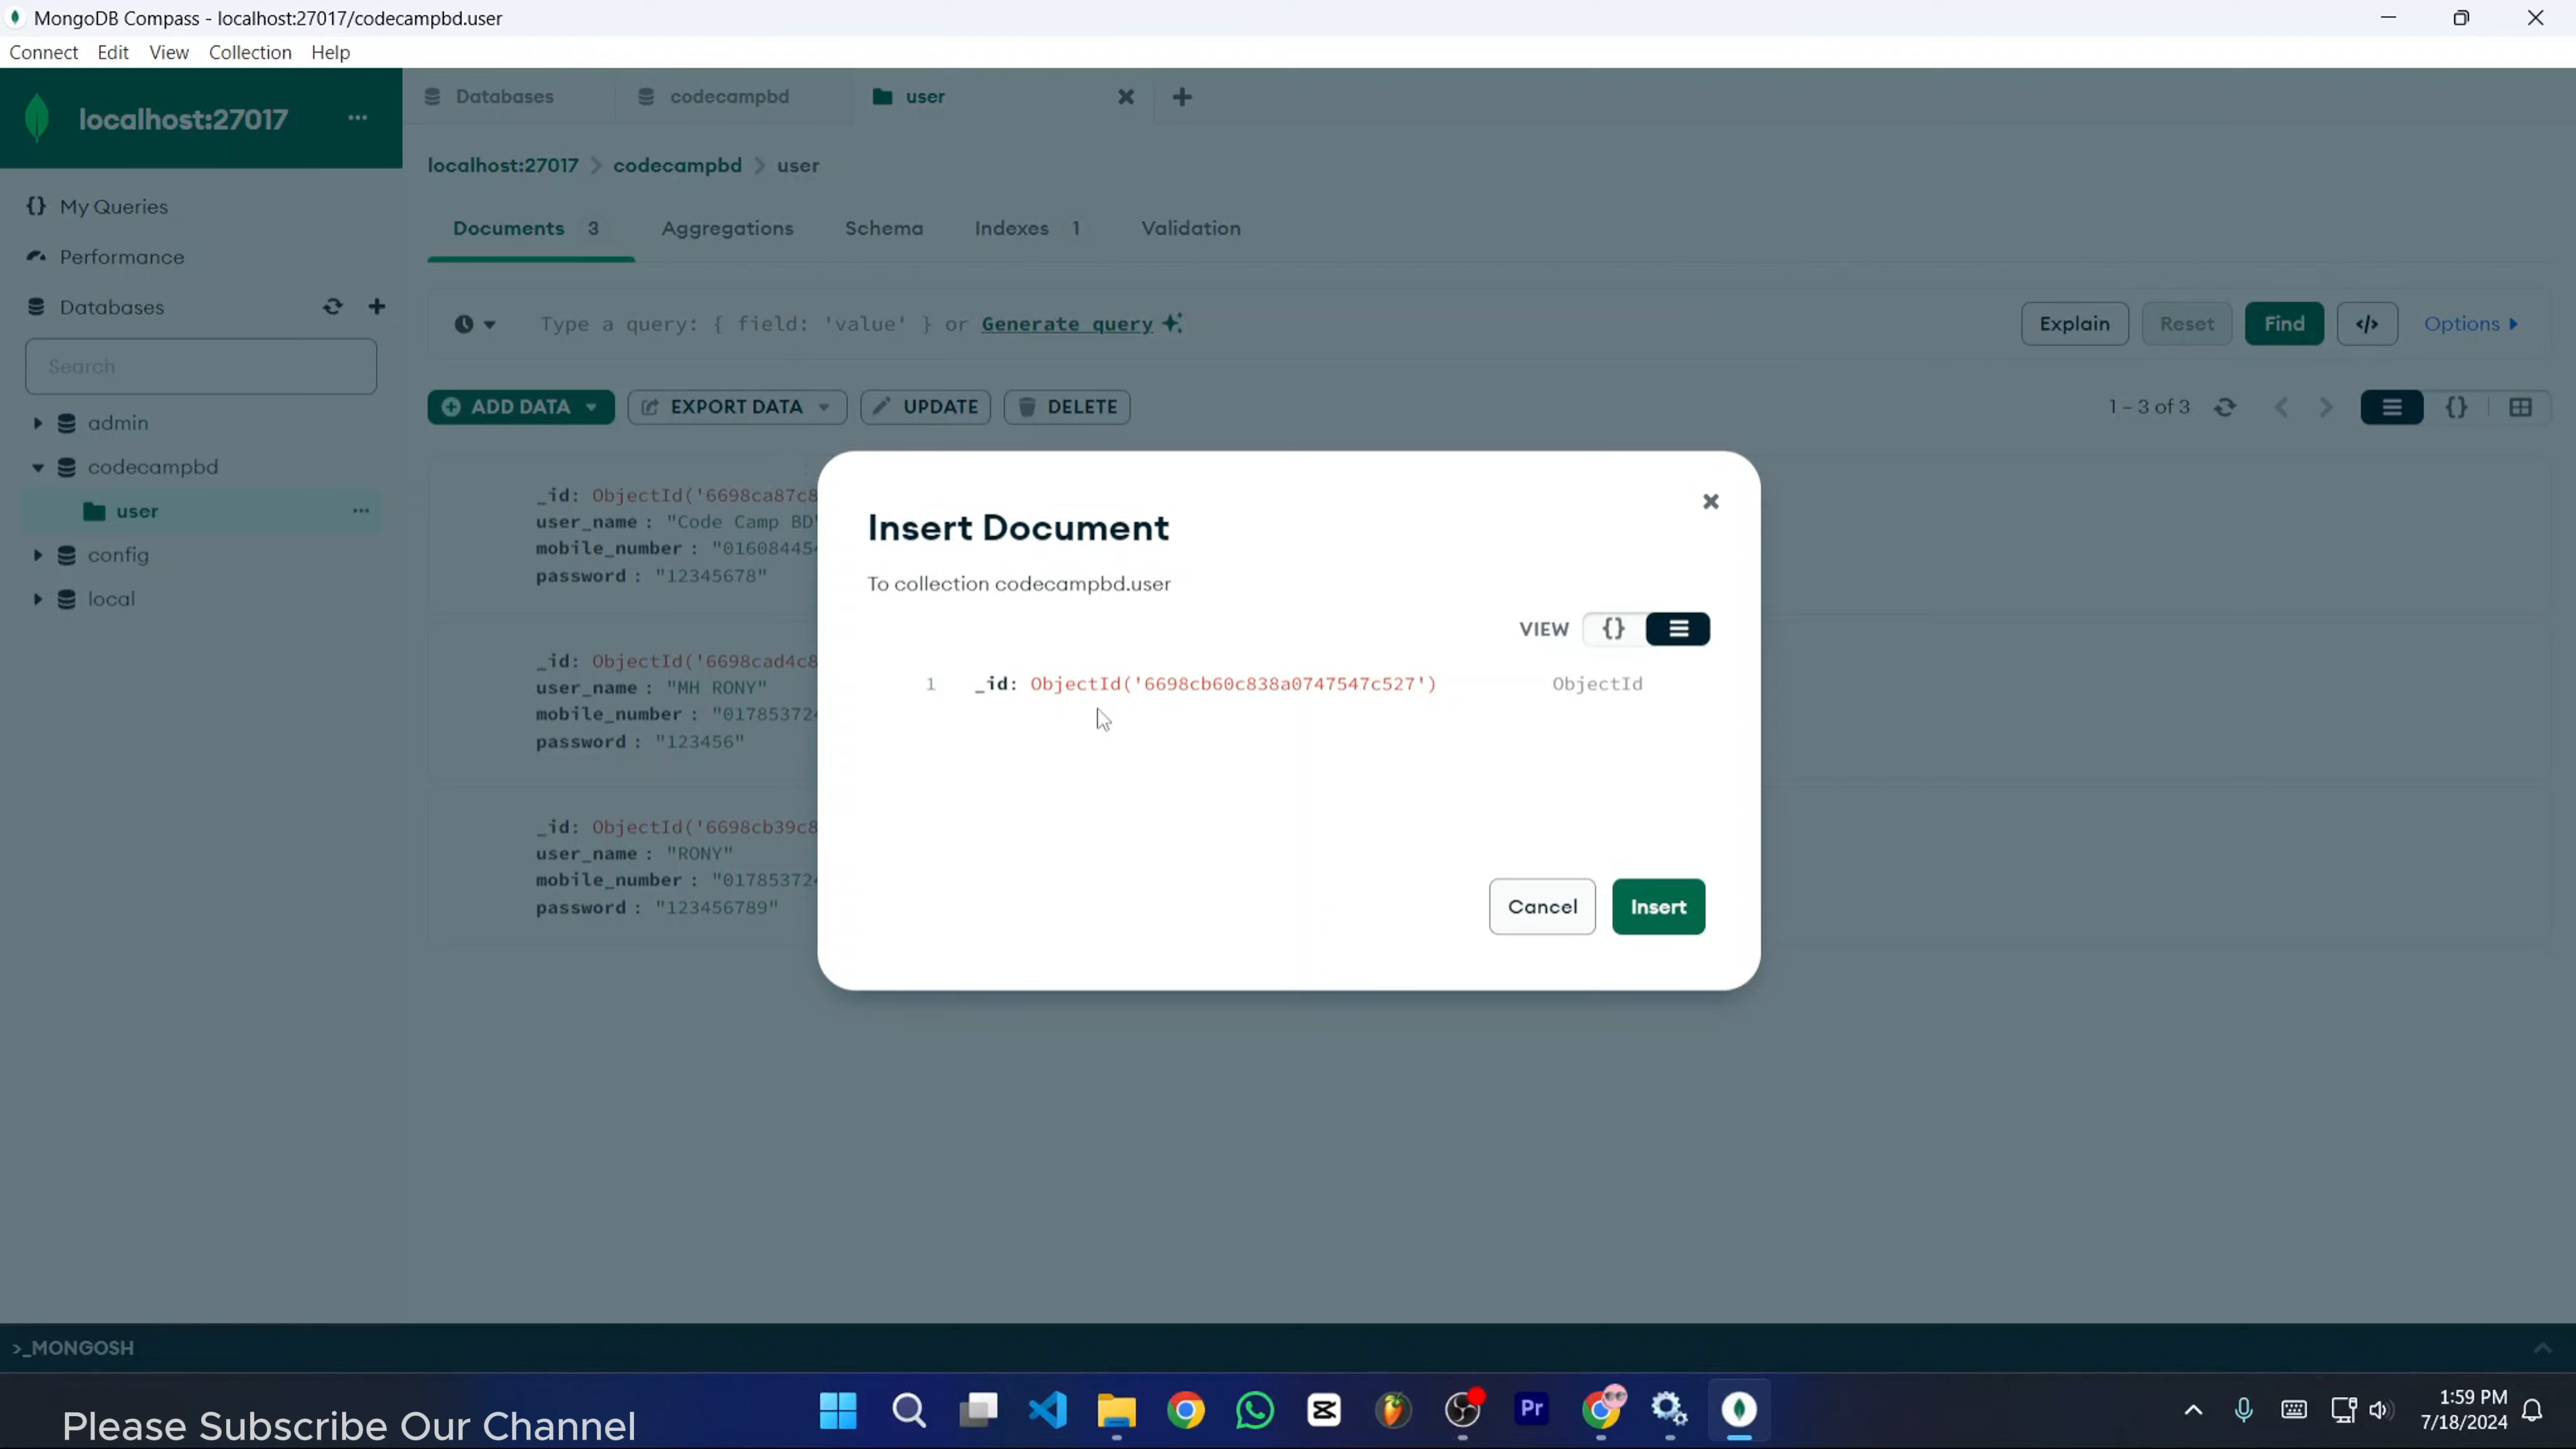 MongoDB Compass - localhost:27017/codecampbd.user
Connect Edit View Collection Help
localhost:27017 ...
Databases codecampbd user
localhost:27017 > codecampbd > user
My Queries
Performance
Databases
Search
admin
codecampbd
user ...
config
local
Documents 3 Aggregations Schema Indexes 1 Validation
Type a query: { field: 'value' } or Generate query
Explain Reset Find </> Options
ADD DATA EXPORT DATA UPDATE DELETE
1 – 3 of 3 {}
_id: ObjectId('6698ca87c8
user_name : "Code Camp BD"
mobile_number : "016084454
password : "12345678"
_id: ObjectId('6698cad4c8
user_name : "MH RONY"
mobile_number : "017853724
password : "123456"
_id: ObjectId('6698cb39c8
user_name : "RONY"
mobile_number : "017853724
password : "123456789"
Insert Document
To collection codecampbd.user
VIEW {}
1 _id: ObjectId('6698cb60c838a0747547c527') ObjectId
Cancel Insert
>_MONGOSH
Please Subscribe Our Channel
Pr
1:59 PM
7/18/2024